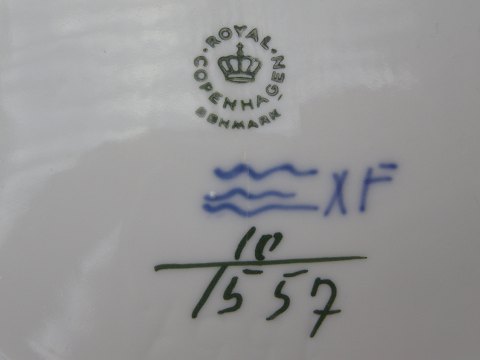 ROYAL
COPENHAGEN
DENMARK
XF
10
1557